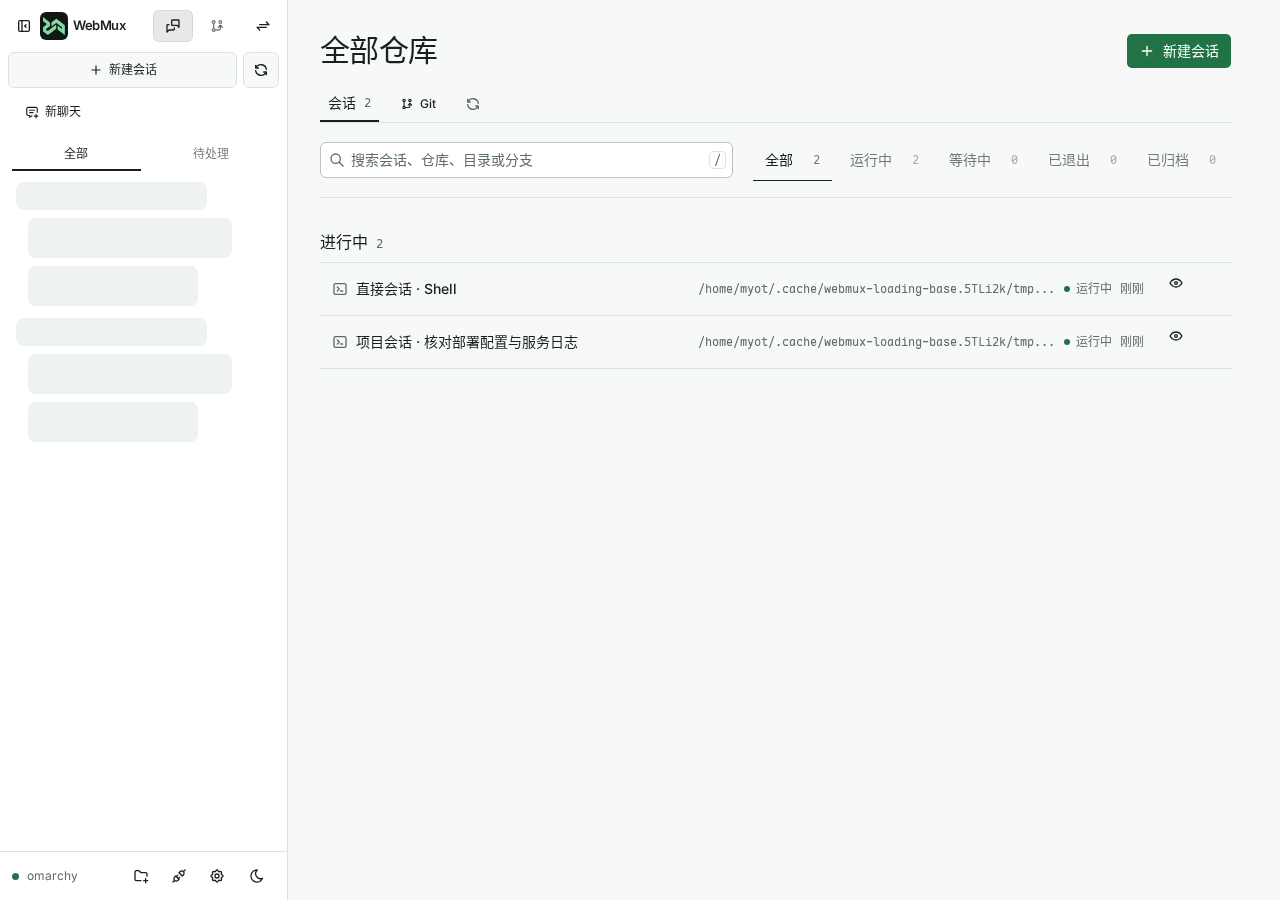 WebMux
新建会话
新聊天
全部 待处理
omarchy
全部仓库
新建会话
会话 2 Git
搜索会话、仓库、目录或分支 /
全部 2 运行中 2 等待中 0 已退出 0 已归档 0
进行中 2
直接会话 · Shell /home/myot/.cache/webmux-loading-base.5TLi2k/tmp... 运行中 刚刚
项目会话 · 核对部署配置与服务日志 /home/myot/.cache/webmux-loading-base.5TLi2k/tmp... 运行中 刚刚